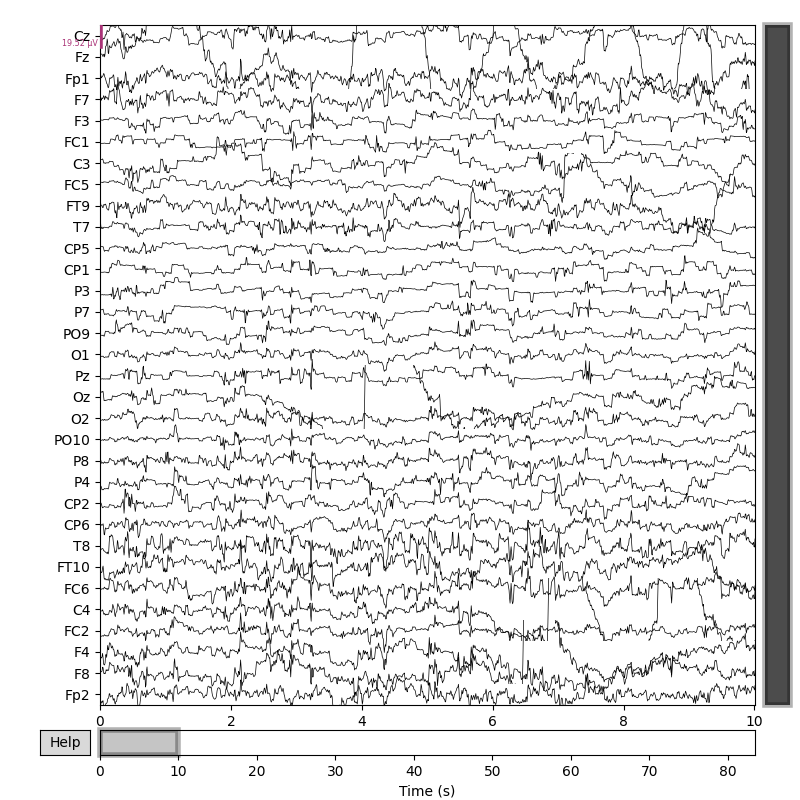 Cz
19.52 µV
Fz
Fp1
F7
F3
FC1
C3
FC5
FT9
T7
CP5
CP1
P3
P7
PO9
O1
Pz
Oz
O2
PO10
P8
P4
CP2
CP6
T8
FT10
FC6
C4
FC2
F4
F8
Fp2
0 2 4 6 8 10
Help
0 10 20 30 40 50 60 70 80
Time (s)